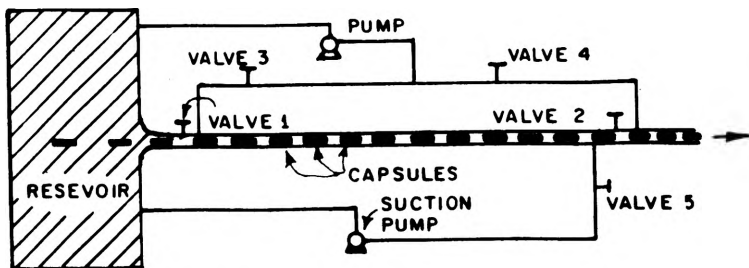 PUMP
VALVE 3
VALVE 4
VALVE 1
VALVE 2
CAPSULES
RESEVOIR
SUCTION
PUMP
VALVE 5